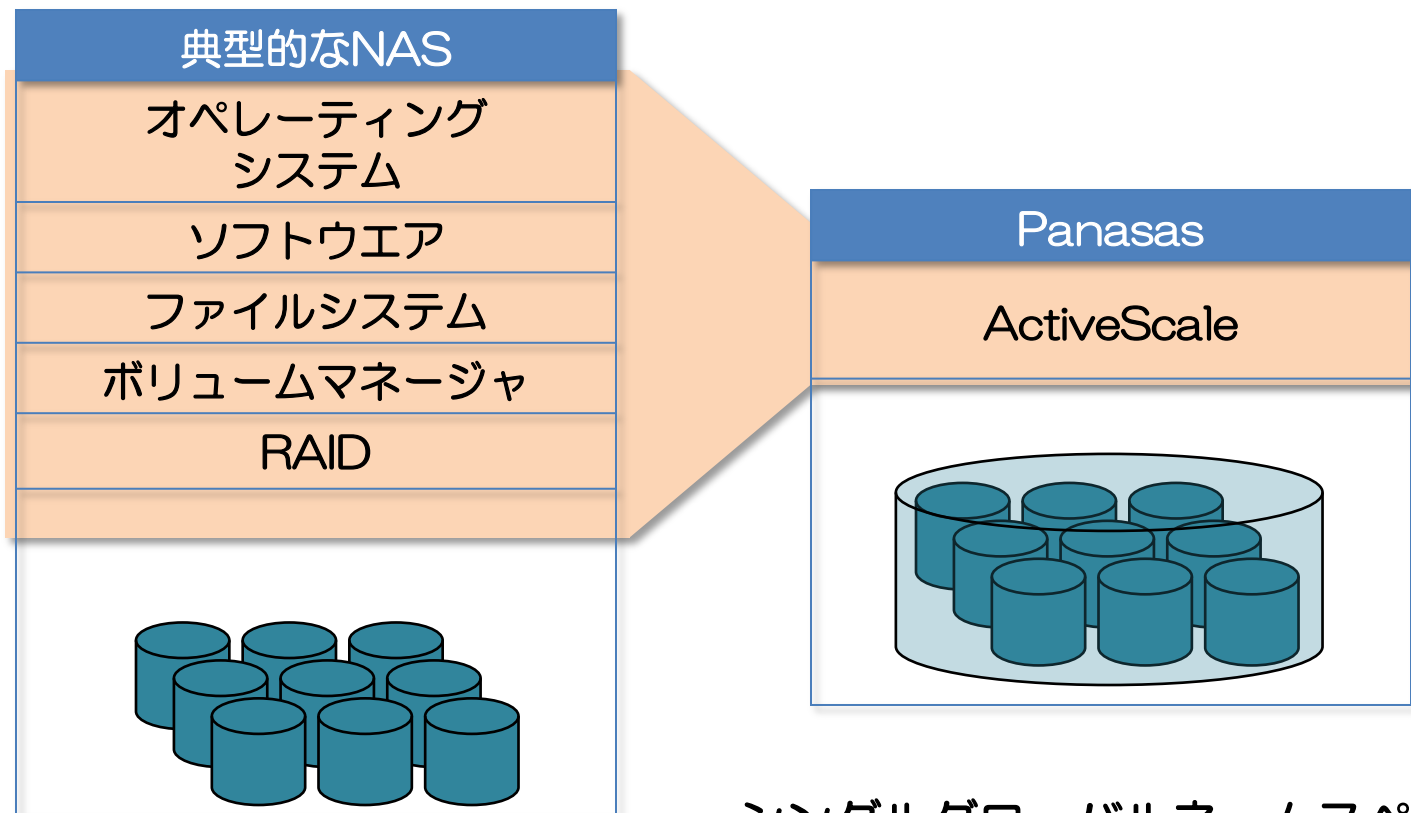 典型的なNAS
オペレーティング
システム
ソフトウエア
ファイルシステム
ボリュームマネージャ
RAID
Panasas
ActiveScale